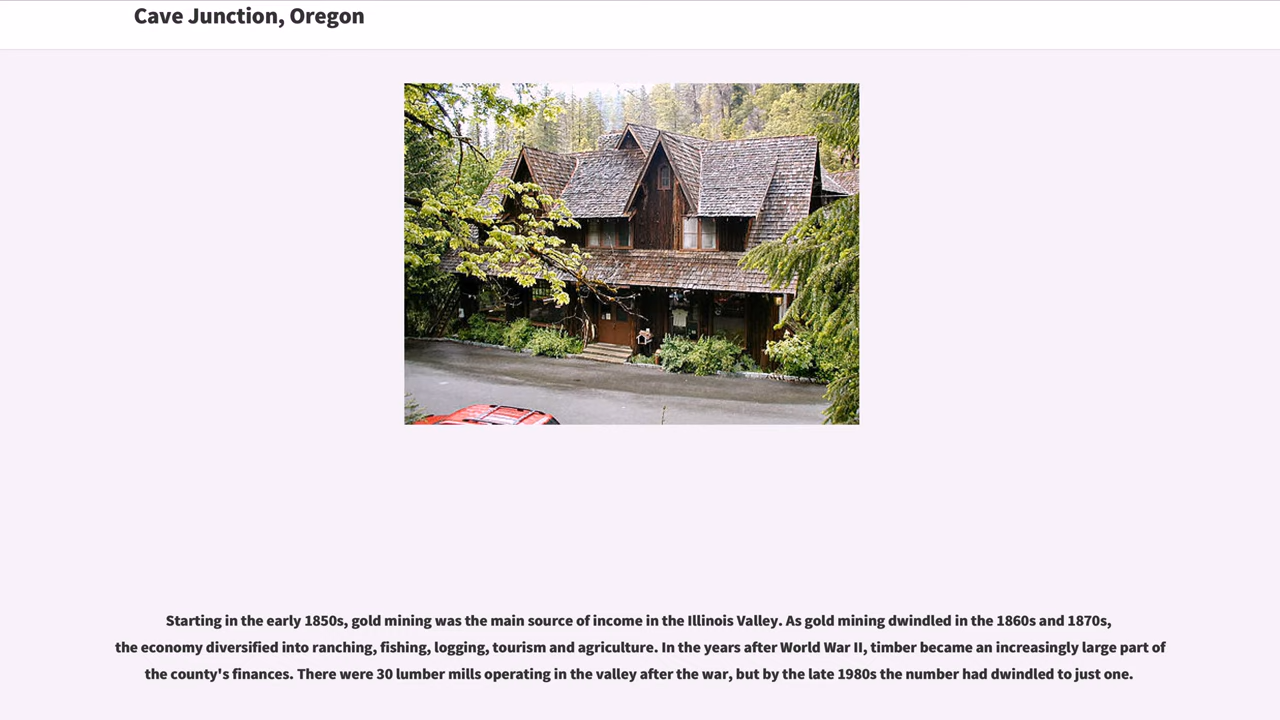 Cave Junction, Oregon
Starting in the early 1850s, gold mining was the main source of income in the Illinois Valley. As gold mining dwindled in the 1860s and 1870s,
the economy diversified into ranching, fishing, logging, tourism and agriculture. In the years after World War II, timber became an increasingly large part of
the county's finances. There were 30 lumber mills operating in the valley after the war, but by the late 1980s the number had dwindled to just one.